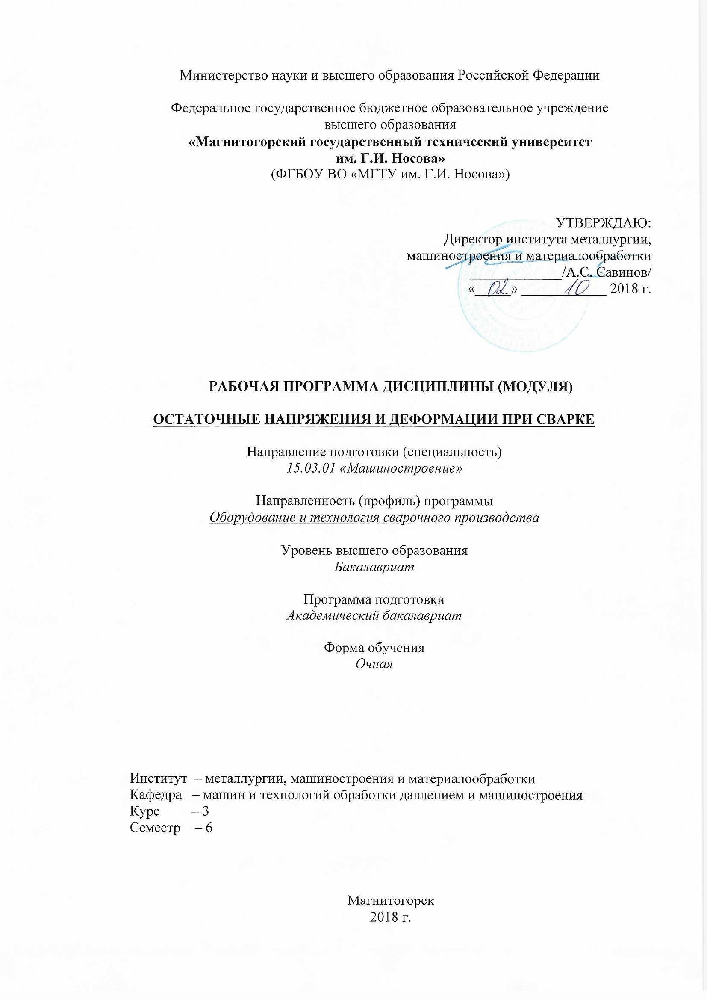 Министерство науки и высшего образования Российской Федерации
Федеральное государственное бюджетное образовательное учреждение
высшего образования
«Магнитогорский государственный технический университет
им. Г.И. Носова»
(ФГБОУ ВО «МГТУ им. Г.И. Носова»)
УТВЕРЖДАЮ:
Директор института металлургии,
машиностроения и материалообработки
/А.С. Савинов/
«02» 10 2018 г.
РАБОЧАЯ ПРОГРАММА ДИСЦИПЛИНЫ (МОДУЛЯ)
ОСТАТОЧНЫЕ НАПРЯЖЕНИЯ И ДЕФОРМАЦИИ ПРИ СВАРКЕ
Направление подготовки (специальность)
15.03.01 «Машиностроение»
Направленность (профиль) программы
Оборудование и технология сварочного производства
Уровень высшего образования
Бакалавриат
Программа подготовки
Академический бакалавриат
Форма обучения
Очная
Институт – металлургии, машиностроения и материалообработки
Кафедра – машин и технологий обработки давлением и машиностроения
Курс – 3
Семестр – 6
Магнитогорск
2018 г.